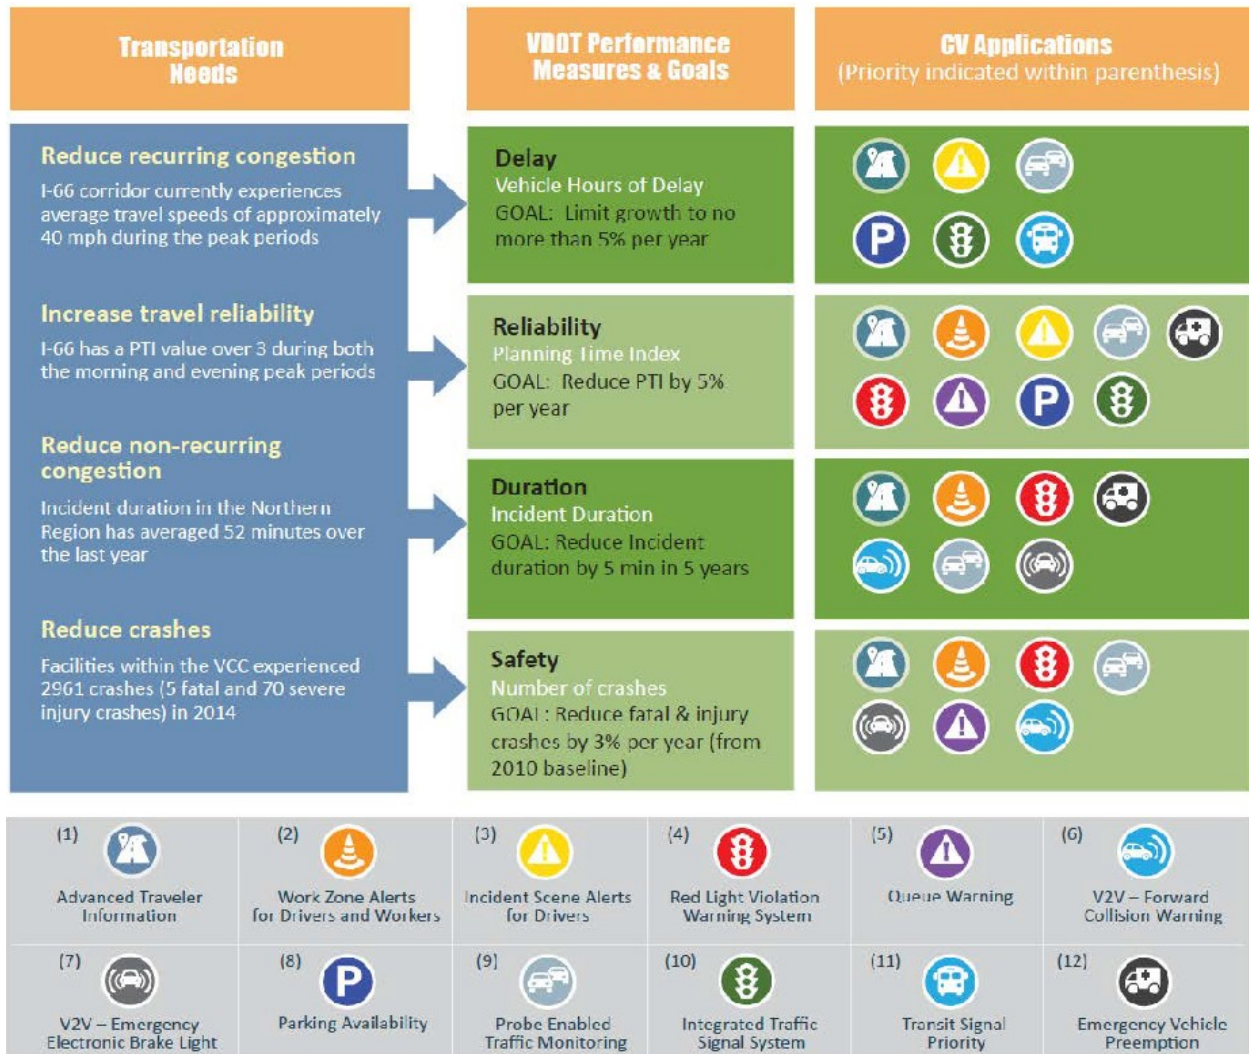 Transportation
Needs
VDOT Performance
Measures & Goals
CV Applications
(Priority indicated within parenthesis)
Reduce recurring congestion
I-66 corridor currently experiences
average travel speeds of approximately
40 mph during the peak periods
Delay
Vehicle Hours of Delay
GOAL: Limit growth to no
more than 5% per year
P
Increase travel reliability
I-66 has a PTI value over 3 during both
the morning and evening peak periods
Reliability
Planning Time Index
GOAL: Reduce PTI by 5%
per year
P
Reduce non-recurring
congestion
Incident duration in the Northern
Region has averaged 52 minutes over
the last year
Duration
Incident Duration
GOAL: Reduce Incident
duration by 5 min in 5 years
Reduce crashes
Facilities within the VCC experienced
2961 crashes (5 fatal and 70 severe
injury crashes) in 2014
Safety
Number of crashes
GOAL: Reduce fatal & injury
crashes by 3% per year (from
2010 baseline)
(1)
Advanced Traveler
Information
(2)
Work Zone Alerts
for Drivers and Workers
(3)
Incident Scene Alerts
for Drivers
(4)
Red Light Violation
Warning System
(5)
Queue Warning
(6)
V2V – Forward
Collision Warning
(7)
V2V – Emergency
Electronic Brake Light
(8)
P
Parking Availability
(9)
Probe Enabled
Traffic Monitoring
(10)
Integrated Traffic
Signal System
(11)
Transit Signal
Priority
(12)
Emergency Vehicle
Preemption